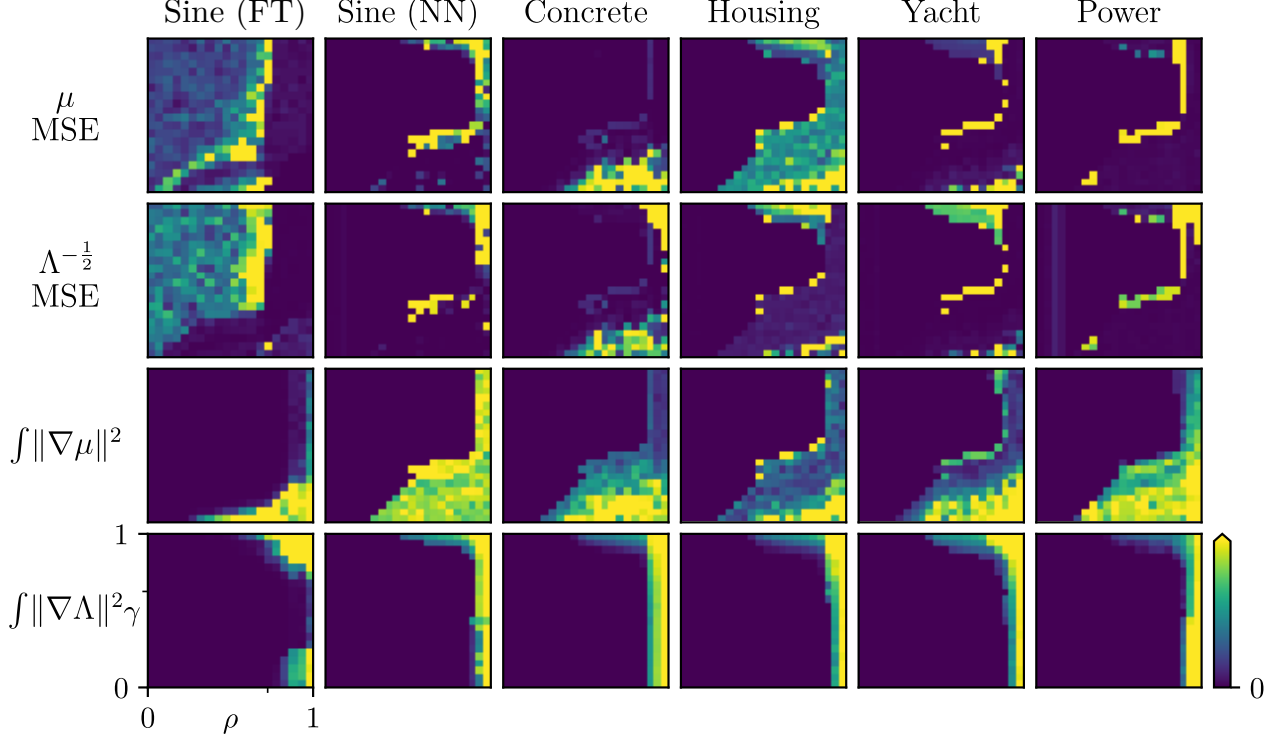 Sine (FT) Sine (NN) Concrete Housing Yacht Power
μ
MSE
Λ^{-1/2}
MSE
∫‖∇μ‖²
1
∫‖∇Λ‖²γ
0
0 ρ 1
0